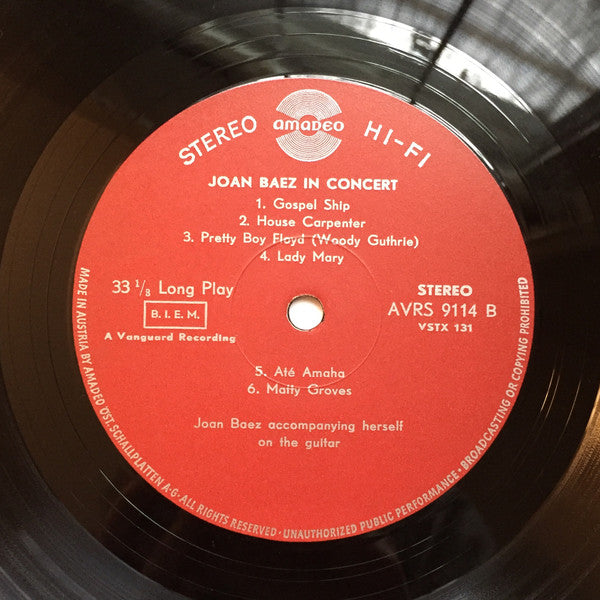 STEREO amadeo HI-FI
JOAN BAEZ IN CONCERT
1. Gospel Ship
2. House Carpenter
3. Pretty Boy Floyd (Woody Guthrie)
4. Lady Mary
33 1/3 Long Play
B.I.E.M.
A Vanguard Recording
STEREO
AVRS 9114 B
VSTX 131
5. Até Amaha
6. Matty Groves
Joan Baez accompanying herself
on the guitar
MADE IN AUSTRIA BY AMADEO ÖST. SCHALLPLATTEN A·G· ALL RIGHTS RESERVED · UNAUTHORIZED PUBLIC PERFORMANCE · BROADCASTING OR COPYING PROHIBITED